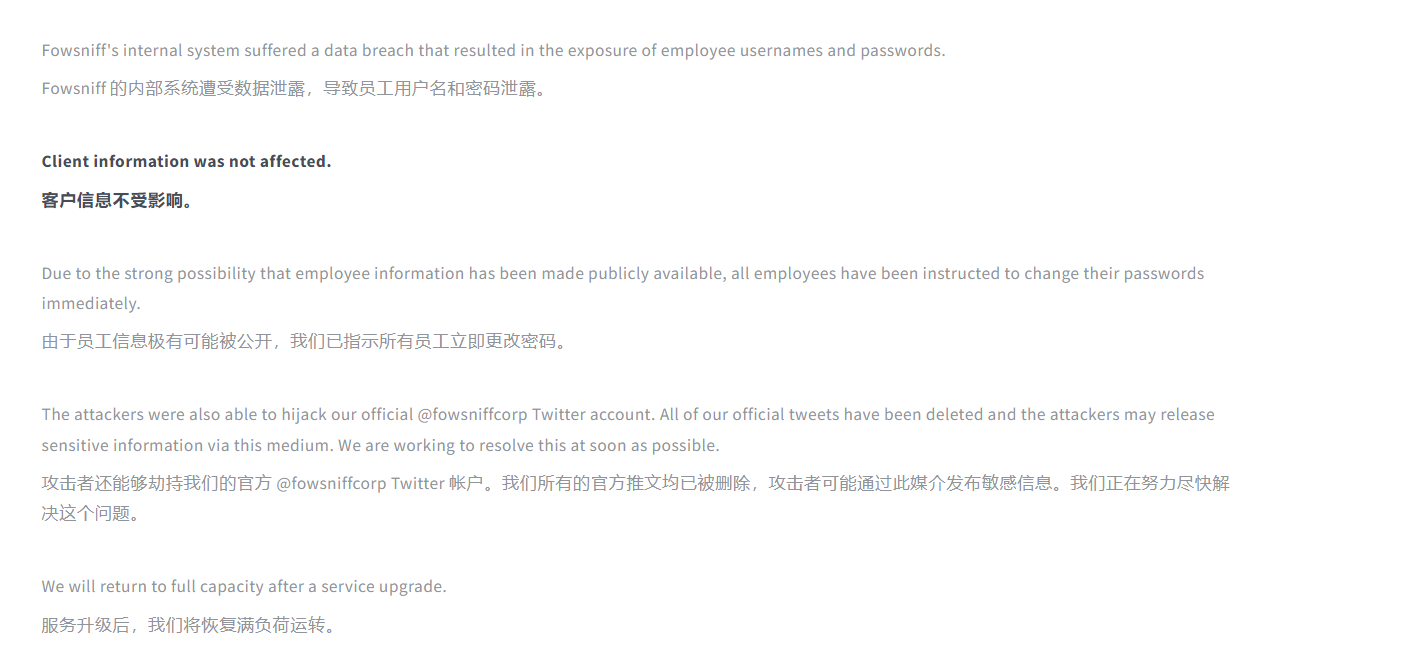 Fowsniff's internal system suffered a data breach that resulted in the exposure of employee usernames and passwords.
Fowsniff 的内部系统遭受数据泄露，导致员工用户名和密码泄露。
Client information was not affected.
客户信息不受影响。
Due to the strong possibility that employee information has been made publicly available, all employees have been instructed to change their passwords
immediately.
由于员工信息极有可能被公开，我们已指示所有员工立即更改密码。
The attackers were also able to hijack our official @fowsniffcorp Twitter account. All of our official tweets have been deleted and the attackers may release
sensitive information via this medium. We are working to resolve this at soon as possible.
攻击者还能够劫持我们的官方 @fowsniffcorp Twitter 帐户。我们所有的官方推文均已被删除，攻击者可能通过此媒介发布敏感信息。我们正在努力尽快解
决这个问题。
We will return to full capacity after a service upgrade.
服务升级后，我们将恢复满负荷运转。